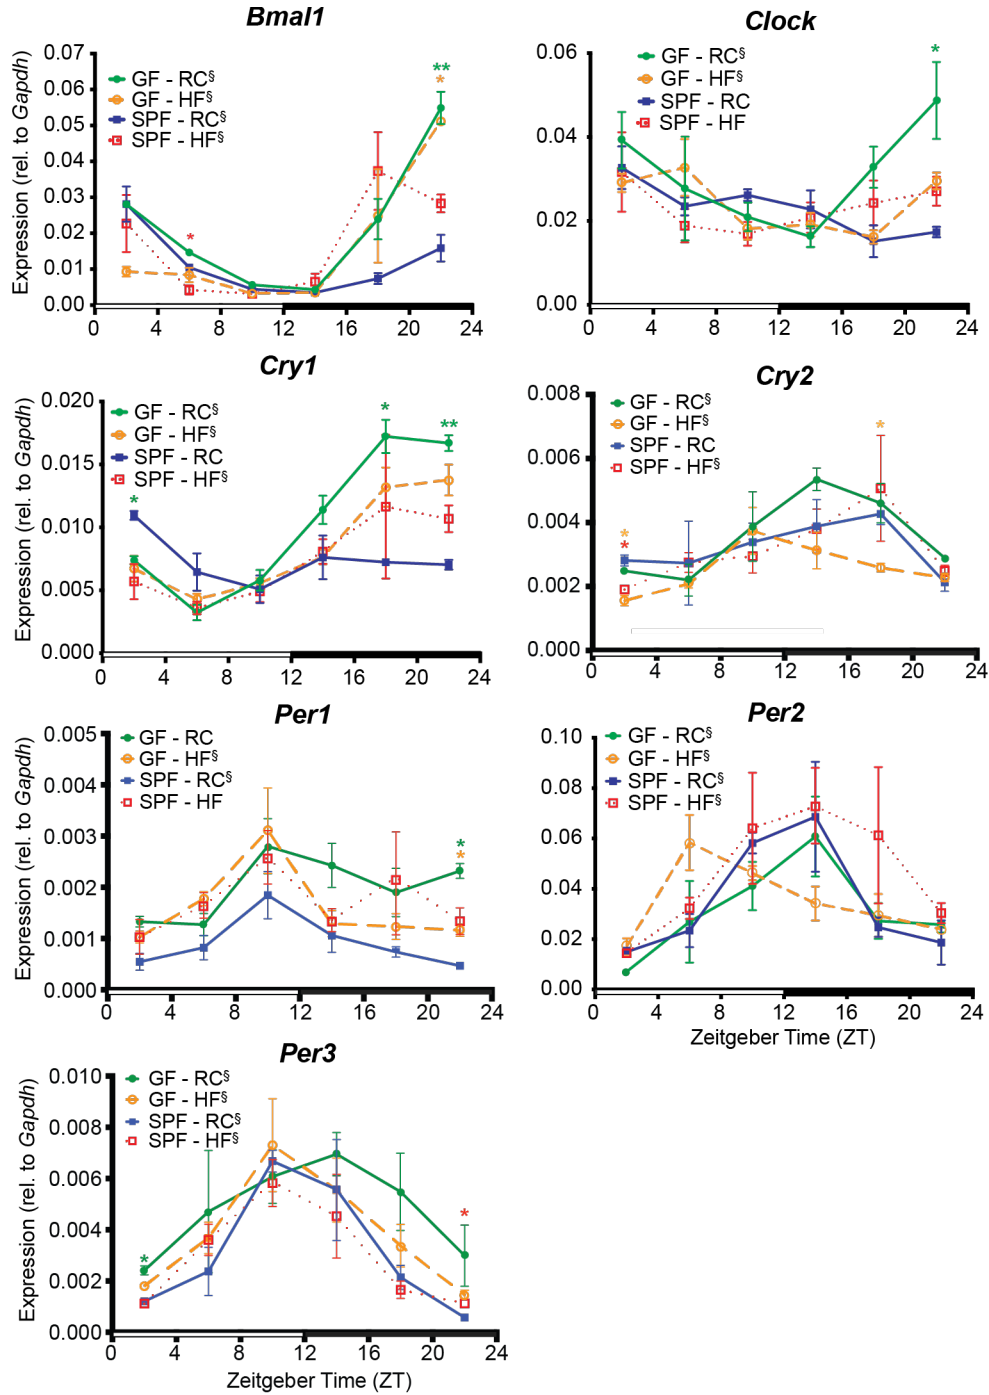 Bmal1
Expression (rel. to Gapdh)
0.07
0.06
0.05
0.04
0.03
0.02
0.01
0.00
GF - RC§
GF - HF§
SPF - RC§
SPF - HF§
*
**
*
0 4 8 12 16 20 24
Clock
0.06
0.04
0.02
0.00
GF - RC§
GF - HF§
SPF - RC
SPF - HF
*
0 4 8 12 16 20 24
Cry1
Expression (rel. to Gapdh)
0.020
0.015
0.010
0.005
0.000
GF - RC§
GF - HF§
SPF - RC
SPF - HF§
*
*
**
0 4 8 12 16 20 24
Cry2
0.008
0.006
0.004
0.002
0.000
GF - RC§
GF - HF§
SPF - RC
SPF - HF§
*
*
*
0 4 8 12 16 20 24
Per1
Expression (rel. to Gapdh)
0.005
0.004
0.003
0.002
0.001
0.000
GF - RC
GF - HF§
SPF - RC§
SPF - HF
*
*
0 4 8 12 16 20 24
Per2
0.10
0.08
0.06
0.04
0.02
0.00
GF - RC§
GF - HF§
SPF - RC§
SPF - HF§
0 4 8 12 16 20 24
Zeitgeber Time (ZT)
Per3
Expression (rel. to Gapdh)
0.010
0.008
0.006
0.004
0.002
0.000
GF - RC§
GF - HF§
SPF - RC§
SPF - HF§
*
*
0 4 8 12 16 20 24
Zeitgeber Time (ZT)